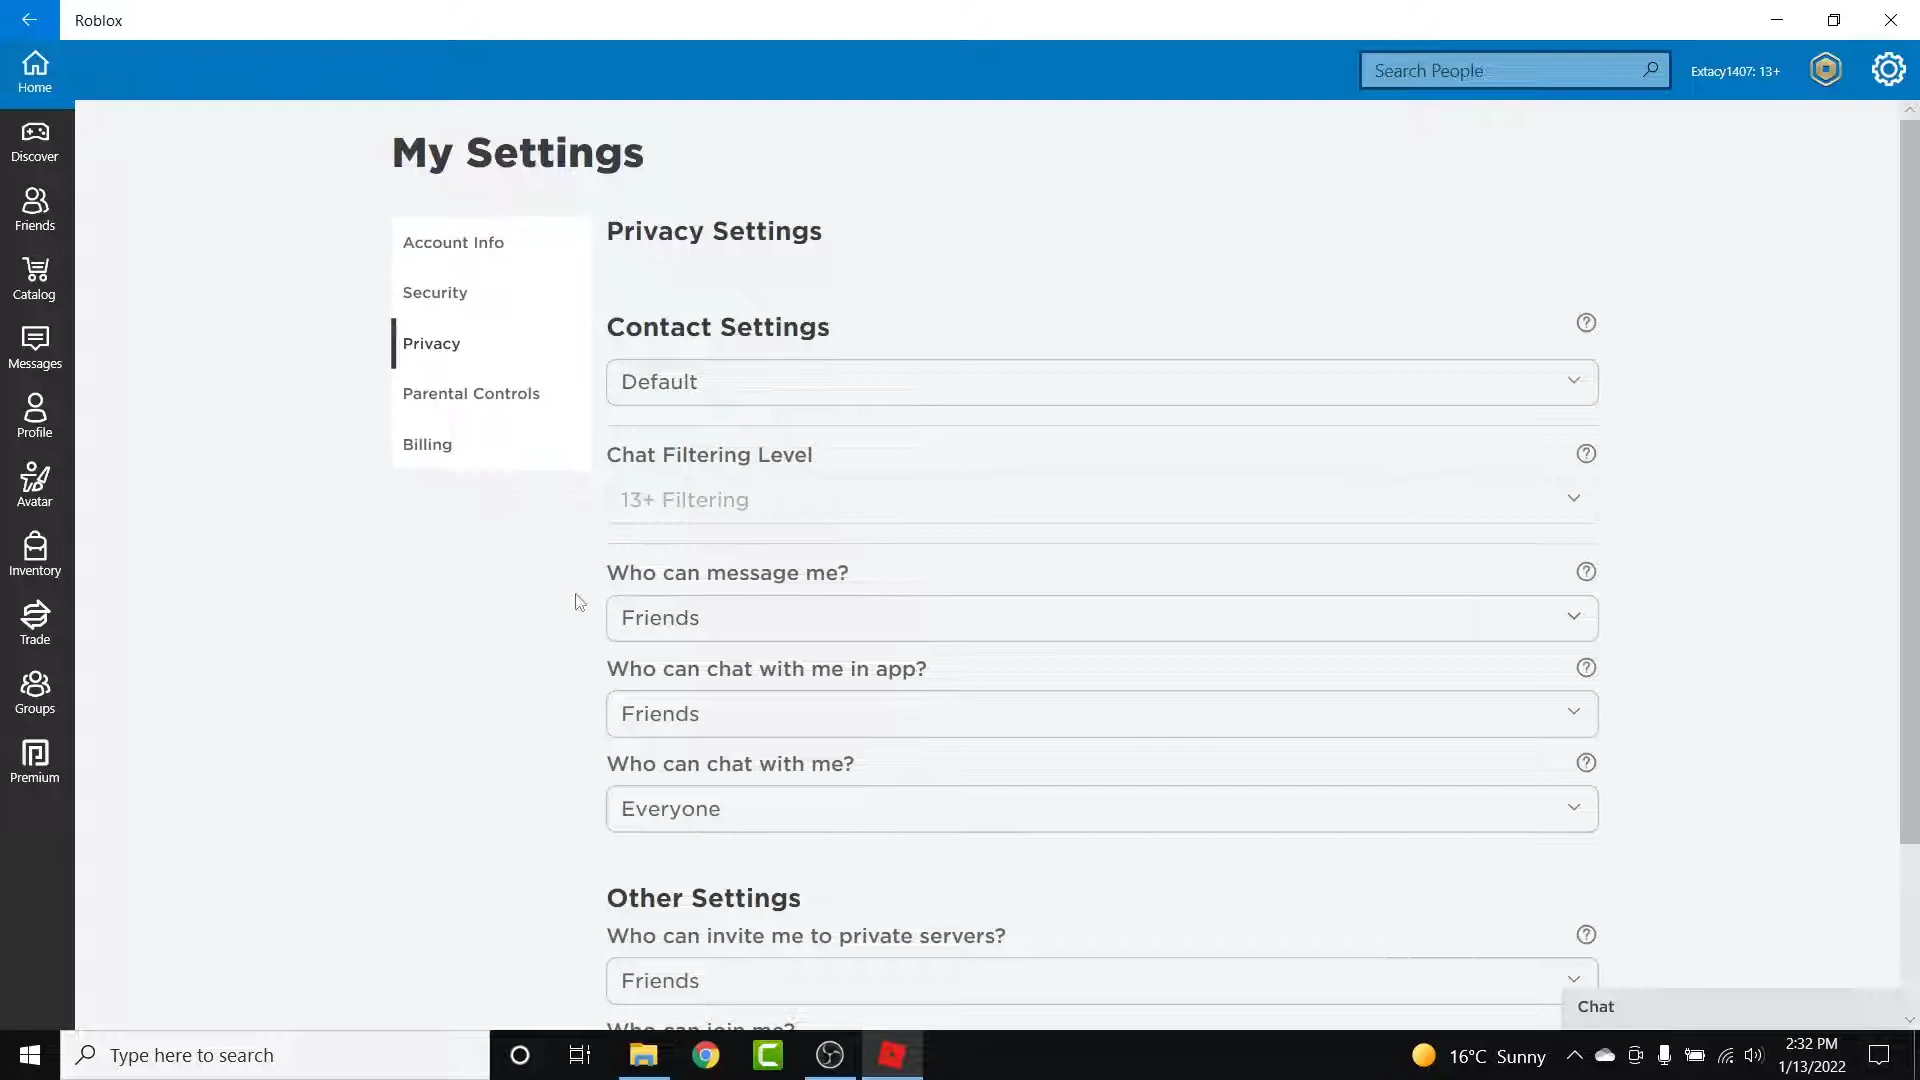 Roblox
Search People
Extacy1407: 13+
Home
Discover
Friends
Catalog
Messages
Profile
Avatar
Inventory
Trade
Groups
Premium
My Settings
Account Info
Security
Privacy
Parental Controls
Billing
Privacy Settings
Contact Settings
Default
Chat Filtering Level
13+ Filtering
Who can message me?
Friends
Who can chat with me in app?
Friends
Who can chat with me?
Everyone
Other Settings
Who can invite me to private servers?
Friends
Who can join me?
Chat
Type here to search
16°C Sunny
2:32 PM
1/13/2022